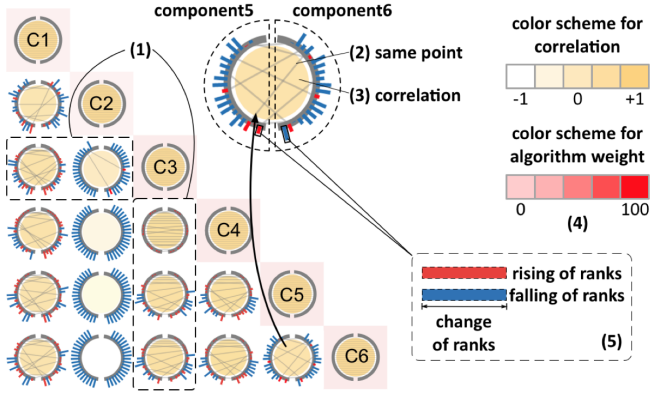 component5 component6
C1
(1)
(2) same point
(3) correlation
color scheme for
correlation
-1 0 +1
C2
color scheme for
algorithm weight
0 100
(4)
C3
C4
rising of ranks
falling of ranks
change
of ranks
(5)
C5
C6